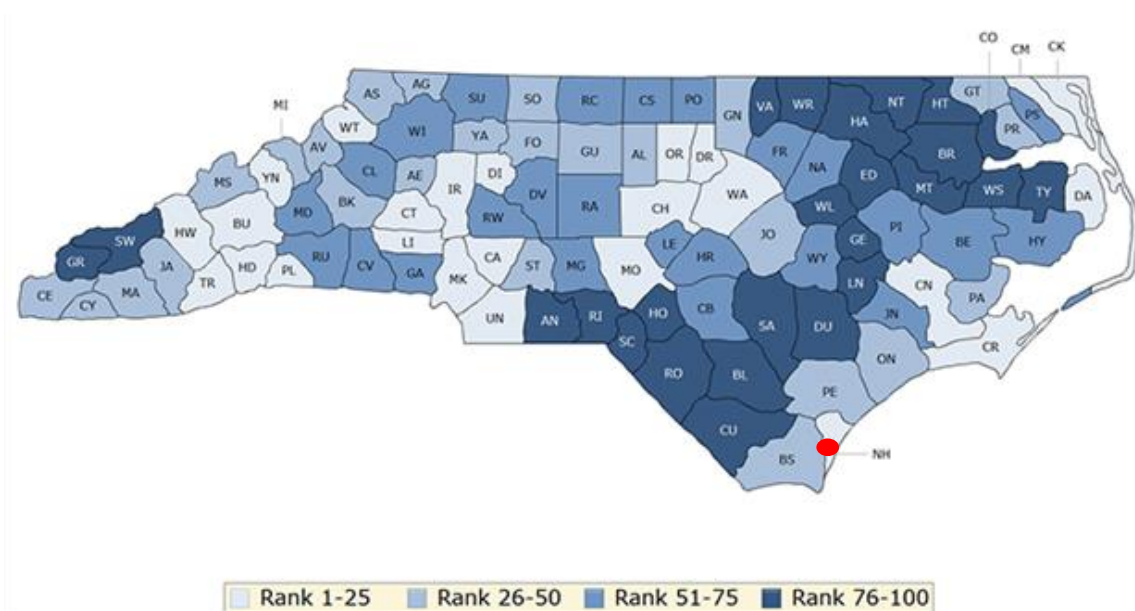 CO CM CK
AS AG SU SO RC CS PO GN VA WR HA NT HT GT PS PR
MI WT WI YA FO GU AL OR DR FR NA BR
AV CL AE IR DI DV RA CH WA ED MT WS TY DA
MS YN MD BK CT RW WL
BU HW SW GR JA TR HD PL RU CV LI GA CA ST MG MO LE HR JO WY GE PI BE HY
CE CY MA MK UN AN RI HO CB SA DU LN CN JN PA
SC RO BL ON CR
CU PE
BS NH
Rank 1-25 Rank 26-50 Rank 51-75 Rank 76-100